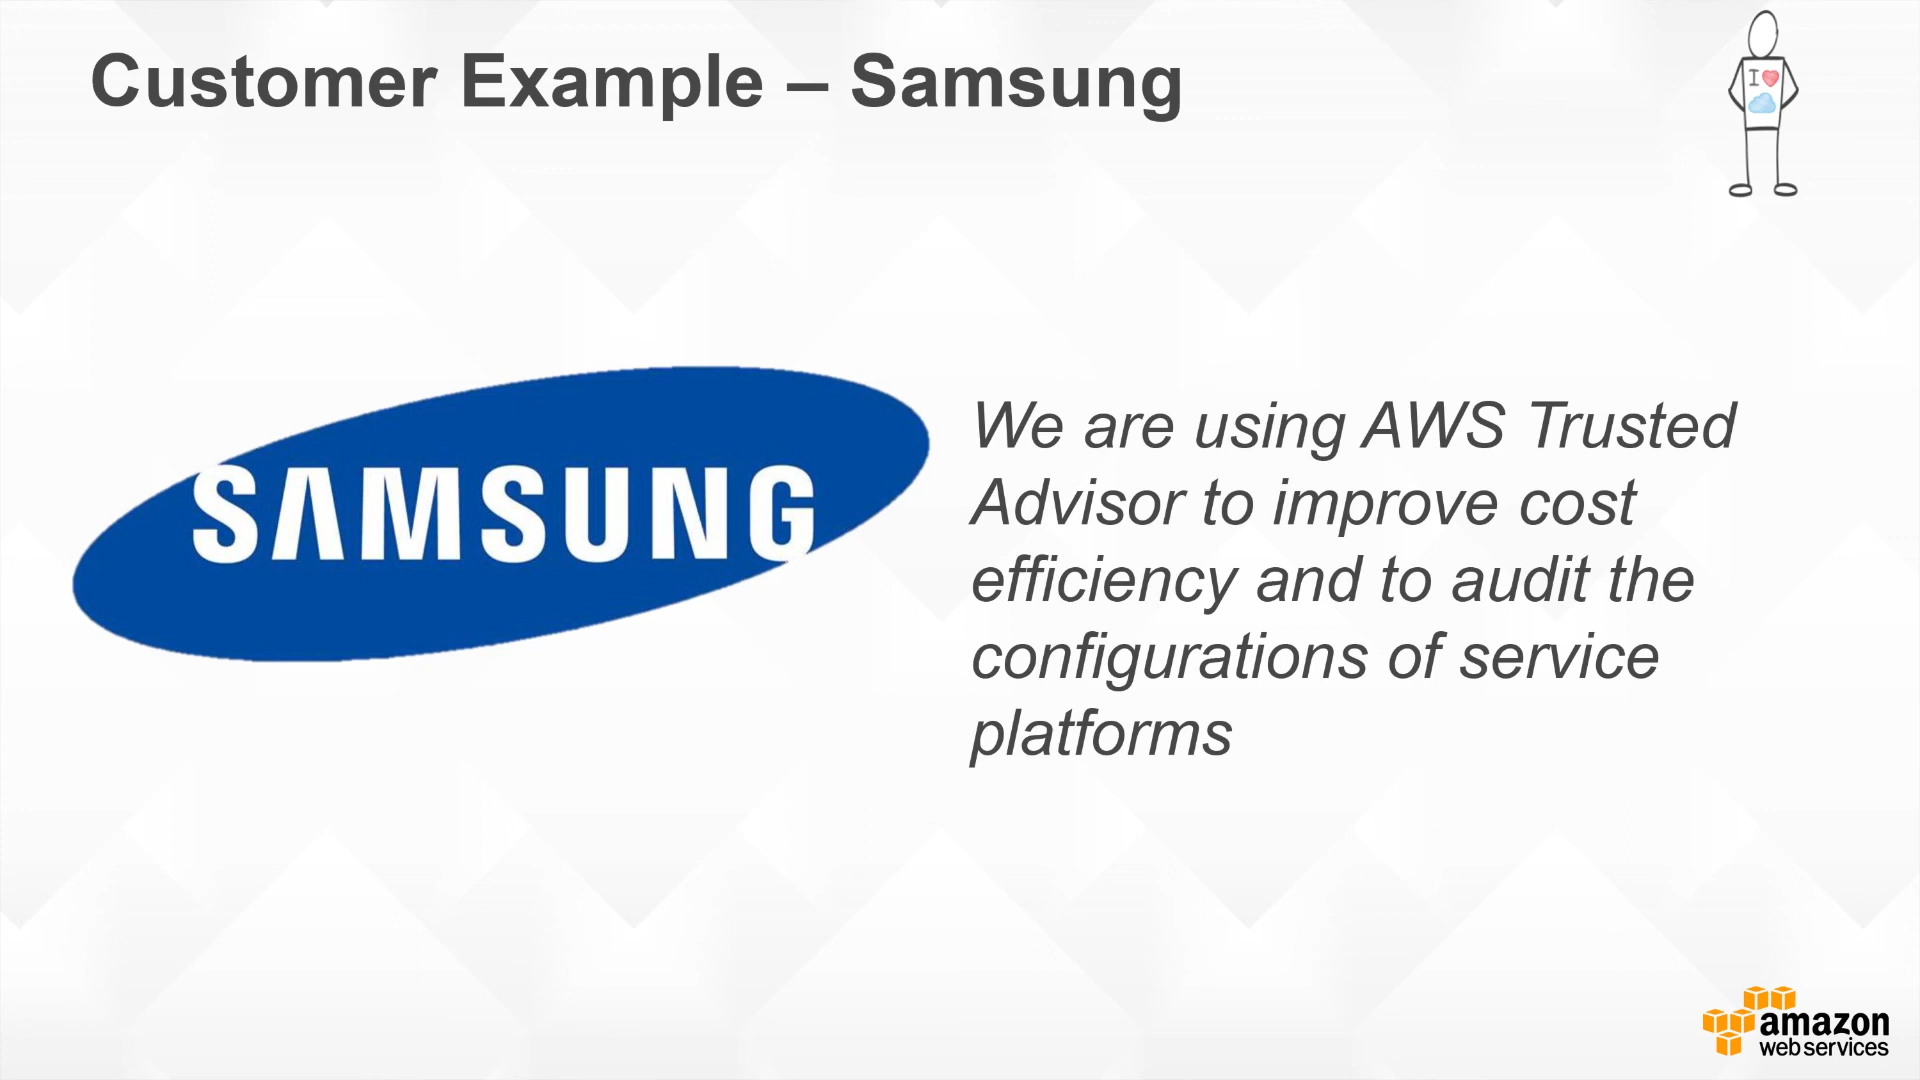 Customer Example – Samsung
I
SAMSUNG
We are using AWS Trusted
Advisor to improve cost
efficiency and to audit the
configurations of service
platforms
amazon
web services